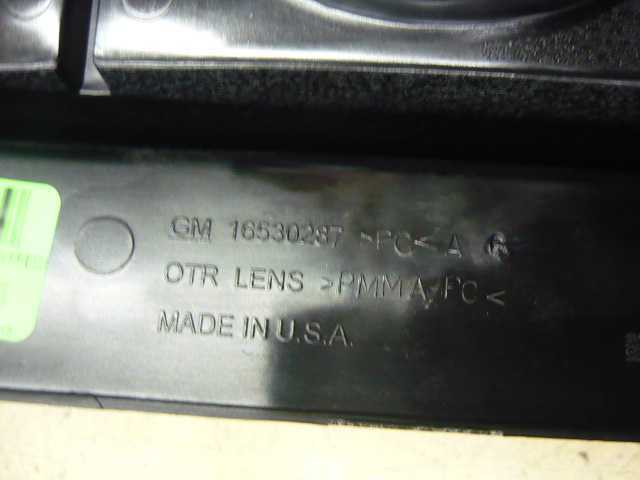 GM 16530287 >PC< A
OTR LENS >PMMA/PC<
MADE IN U.S.A.